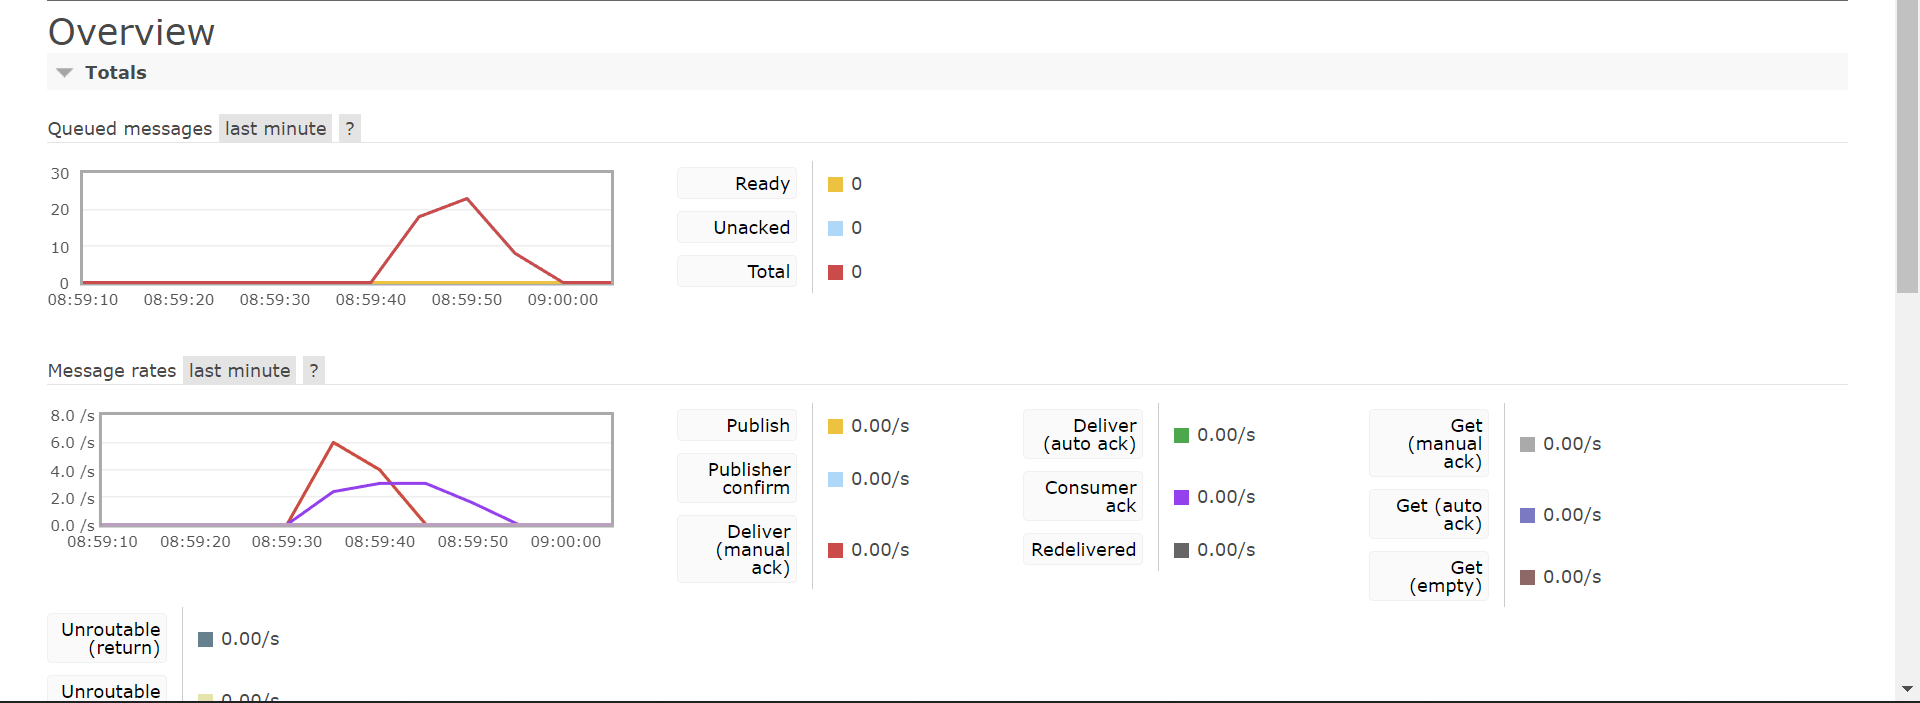 Overview
Totals
Queued messages last minute ?
30
20
10
0
08:59:10 08:59:20 08:59:30 08:59:40 08:59:50 09:00:00
Ready 0
Unacked 0
Total 0
Message rates last minute ?
8.0 /s
6.0 /s
4.0 /s
2.0 /s
0.0 /s
08:59:10 08:59:20 08:59:30 08:59:40 08:59:50 09:00:00
Publish 0.00/s
Publisher
confirm 0.00/s
Deliver
(manual 0.00/s
ack)
Deliver
(auto ack) 0.00/s
Consumer
ack 0.00/s
Redelivered 0.00/s
Get
(manual 0.00/s
ack)
Get (auto
ack) 0.00/s
Get
(empty) 0.00/s
Unroutable
(return) 0.00/s
Unroutable
0.00/s